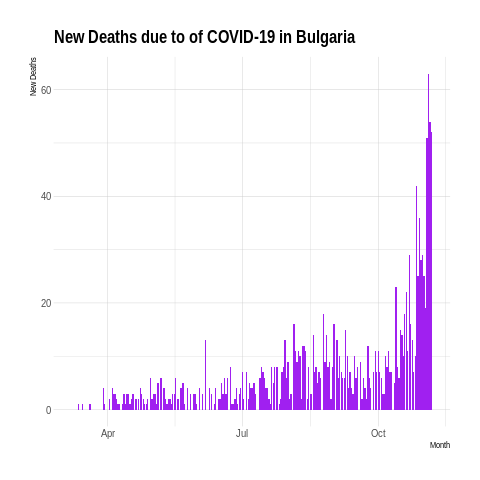 New Deaths due to of COVID-19 in Bulgaria
New Deaths
60
40
20
0
Apr
Jul
Oct
Month